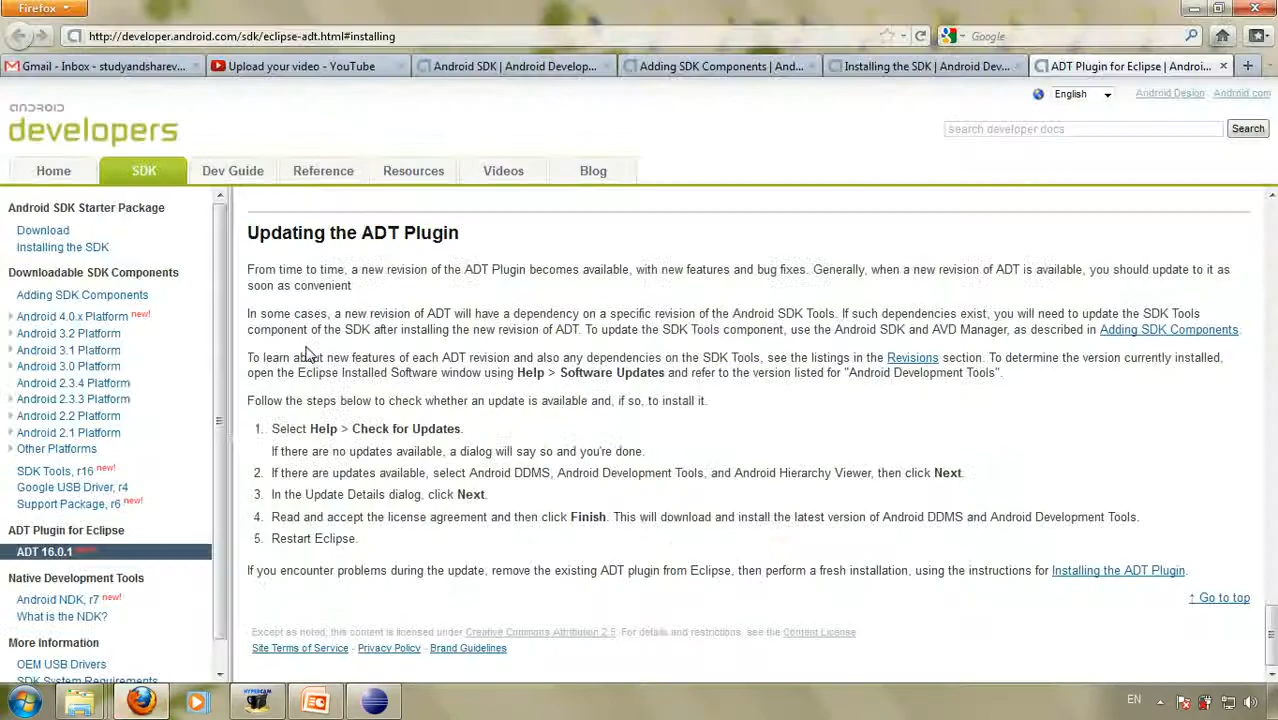 Firefox
http://developer.android.com/sdk/eclipse-adt.html#installing
Google
Gmail - Inbox - studyandsharev...
Upload your video - YouTube
Android SDK | Android Develop...
Adding SDK Components | And...
Installing the SDK | Android Dev...
ADT Plugin for Eclipse | Androi...
English
Android Design
Android.com
android
developers
search developer docs
Search
Home
SDK
Dev Guide
Reference
Resources
Videos
Blog
Android SDK Starter Package
Download
Installing the SDK
Downloadable SDK Components
Adding SDK Components
Android 4.0.x Platform new!
Android 3.2 Platform
Android 3.1 Platform
Android 3.0 Platform
Android 2.3.4 Platform
Android 2.3.3 Platform
Android 2.2 Platform
Android 2.1 Platform
Other Platforms
SDK Tools, r16 new!
Google USB Driver, r4
Support Package, r6 new!
ADT Plugin for Eclipse
ADT 16.0.1 new!
Native Development Tools
Android NDK, r7 new!
What is the NDK?
More Information
OEM USB Drivers
SDK System Requirements
Updating the ADT Plugin
From time to time, a new revision of the ADT Plugin becomes available, with new features and bug fixes. Generally, when a new revision of ADT is available, you should update to it as
soon as convenient
In some cases, a new revision of ADT will have a dependency on a specific revision of the Android SDK Tools. If such dependencies exist, you will need to update the SDK Tools
component of the SDK after installing the new revision of ADT. To update the SDK Tools component, use the Android SDK and AVD Manager, as described in Adding SDK Components.
To learn about new features of each ADT revision and also any dependencies on the SDK Tools, see the listings in the Revisions section. To determine the version currently installed,
open the Eclipse Installed Software window using Help > Software Updates and refer to the version listed for "Android Development Tools".
Follow the steps below to check whether an update is available and, if so, to install it.
1. Select Help > Check for Updates.
If there are no updates available, a dialog will say so and you're done.
2. If there are updates available, select Android DDMS, Android Development Tools, and Android Hierarchy Viewer, then click Next.
3. In the Update Details dialog, click Next.
4. Read and accept the license agreement and then click Finish. This will download and install the latest version of Android DDMS and Android Development Tools.
5. Restart Eclipse.
If you encounter problems during the update, remove the existing ADT plugin from Eclipse, then perform a fresh installation, using the instructions for Installing the ADT Plugin.
↑ Go to top
Except as noted, this content is licensed under Creative Commons Attribution 2.5. For details and restrictions, see the Content License
Site Terms of Service - Privacy Policy - Brand Guidelines
HYPERCAM
EN